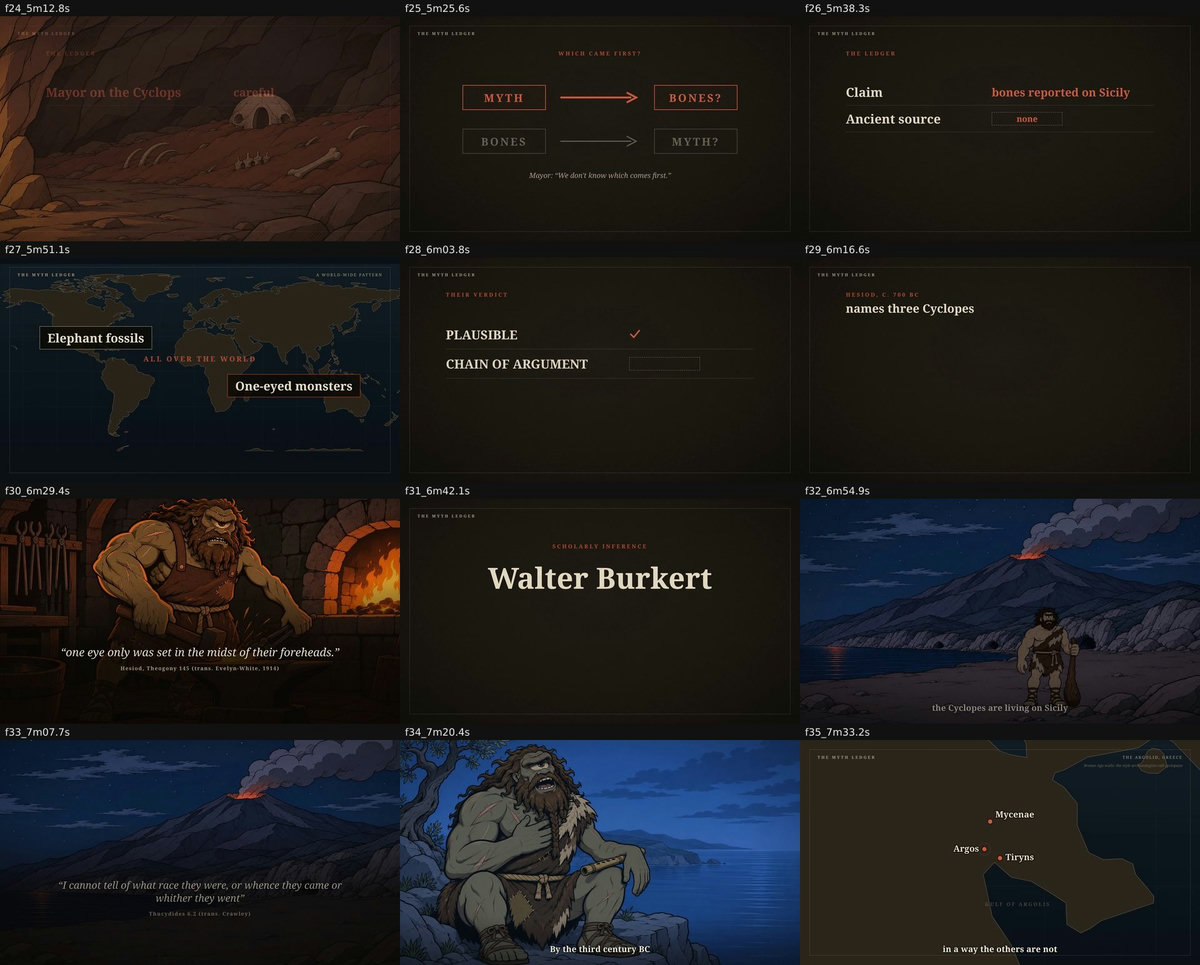 f24_5m12.8s
THE MYTH LEDGER
THE LEDGER
Mayor on the Cyclops
careful
f25_5m25.6s
THE MYTH LEDGER
WHICH CAME FIRST?
MYTH
BONES?
BONES
MYTH?
Mayor: “We don't know which comes first.”
f26_5m38.3s
THE MYTH LEDGER
THE LEDGER
Claim
bones reported on Sicily
Ancient source
none
f27_5m51.1s
THE MYTH LEDGER
A WORLD-WIDE PATTERN
Elephant fossils
ALL OVER THE WORLD
One-eyed monsters
f28_6m03.8s
THE MYTH LEDGER
THEIR VERDICT
PLAUSIBLE
CHAIN OF ARGUMENT
f29_6m16.6s
THE MYTH LEDGER
HESIOD, C. 700 BC
names three Cyclopes
f30_6m29.4s
“one eye only was set in the midst of their foreheads.”
Hesiod, Theogony 145 (trans. Evelyn-White, 1914)
f31_6m42.1s
THE MYTH LEDGER
SCHOLARLY INFERENCE
Walter Burkert
f32_6m54.9s
the Cyclopes are living on Sicily
f33_7m07.7s
“I cannot tell of what race they were, or whence they came or
whither they went”
Thucydides 6.2 (trans. Crawley)
f34_7m20.4s
By the third century BC
f35_7m33.2s
THE MYTH LEDGER
THE ARGOLID, GREECE
Mycenae
Argos
Tiryns
GULF OF ARGOLIS
in a way the others are not